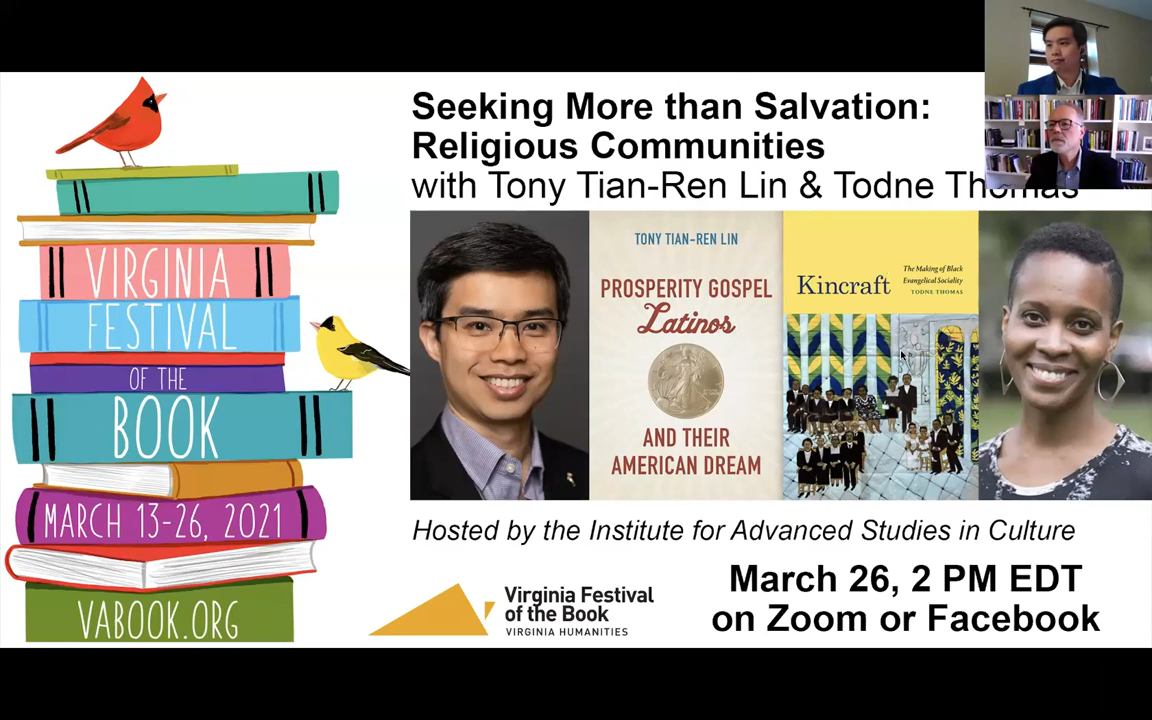 Seeking More than Salvation:
Religious Communities
with Tony Tian-Ren Lin & Todne Thomas
VIRGINIA
FESTIVAL
OF THE
BOOK
MARCH 13-26, 2021
VABOOK.ORG
TONY TIAN-REN LIN
PROSPERITY GOSPEL
Latinos
AND THEIR
AMERICAN DREAM
Kincraft
The Making of Black
Evangelical Sociality
TODNE THOMAS
Hosted by the Institute for Advanced Studies in Culture
Virginia Festival
of the Book
VIRGINIA HUMANITIES
March 26, 2 PM EDT
on Zoom or Facebook